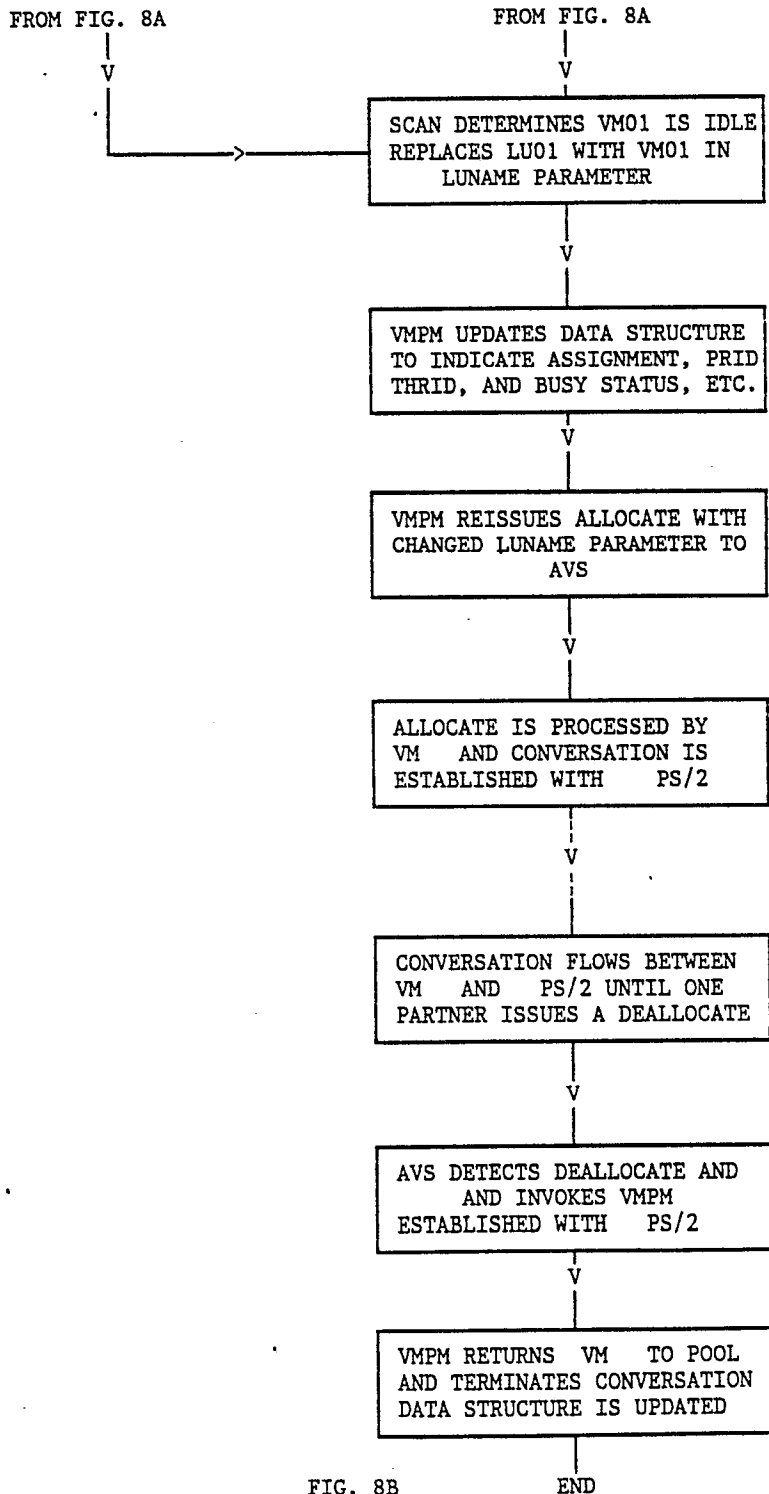 FROM FIG. 8A
FROM FIG. 8A
V
V
>
SCAN DETERMINES VM01 IS IDLE
REPLACES LU01 WITH VM01 IN
LUNAME PARAMETER
V
VMPM UPDATES DATA STRUCTURE
TO INDICATE ASSIGNMENT, PRID
THRID, AND BUSY STATUS, ETC.
V
VMPM REISSUES ALLOCATE WITH
CHANGED LUNAME PARAMETER TO
AVS
V
ALLOCATE IS PROCESSED BY
VM AND CONVERSATION IS
ESTABLISHED WITH PS/2
V
CONVERSATION FLOWS BETWEEN
VM AND PS/2 UNTIL ONE
PARTNER ISSUES A DEALLOCATE
V
AVS DETECTS DEALLOCATE AND
AND INVOKES VMPM
ESTABLISHED WITH PS/2
V
VMPM RETURNS VM TO POOL
AND TERMINATES CONVERSATION
DATA STRUCTURE IS UPDATED
FIG. 8B
END